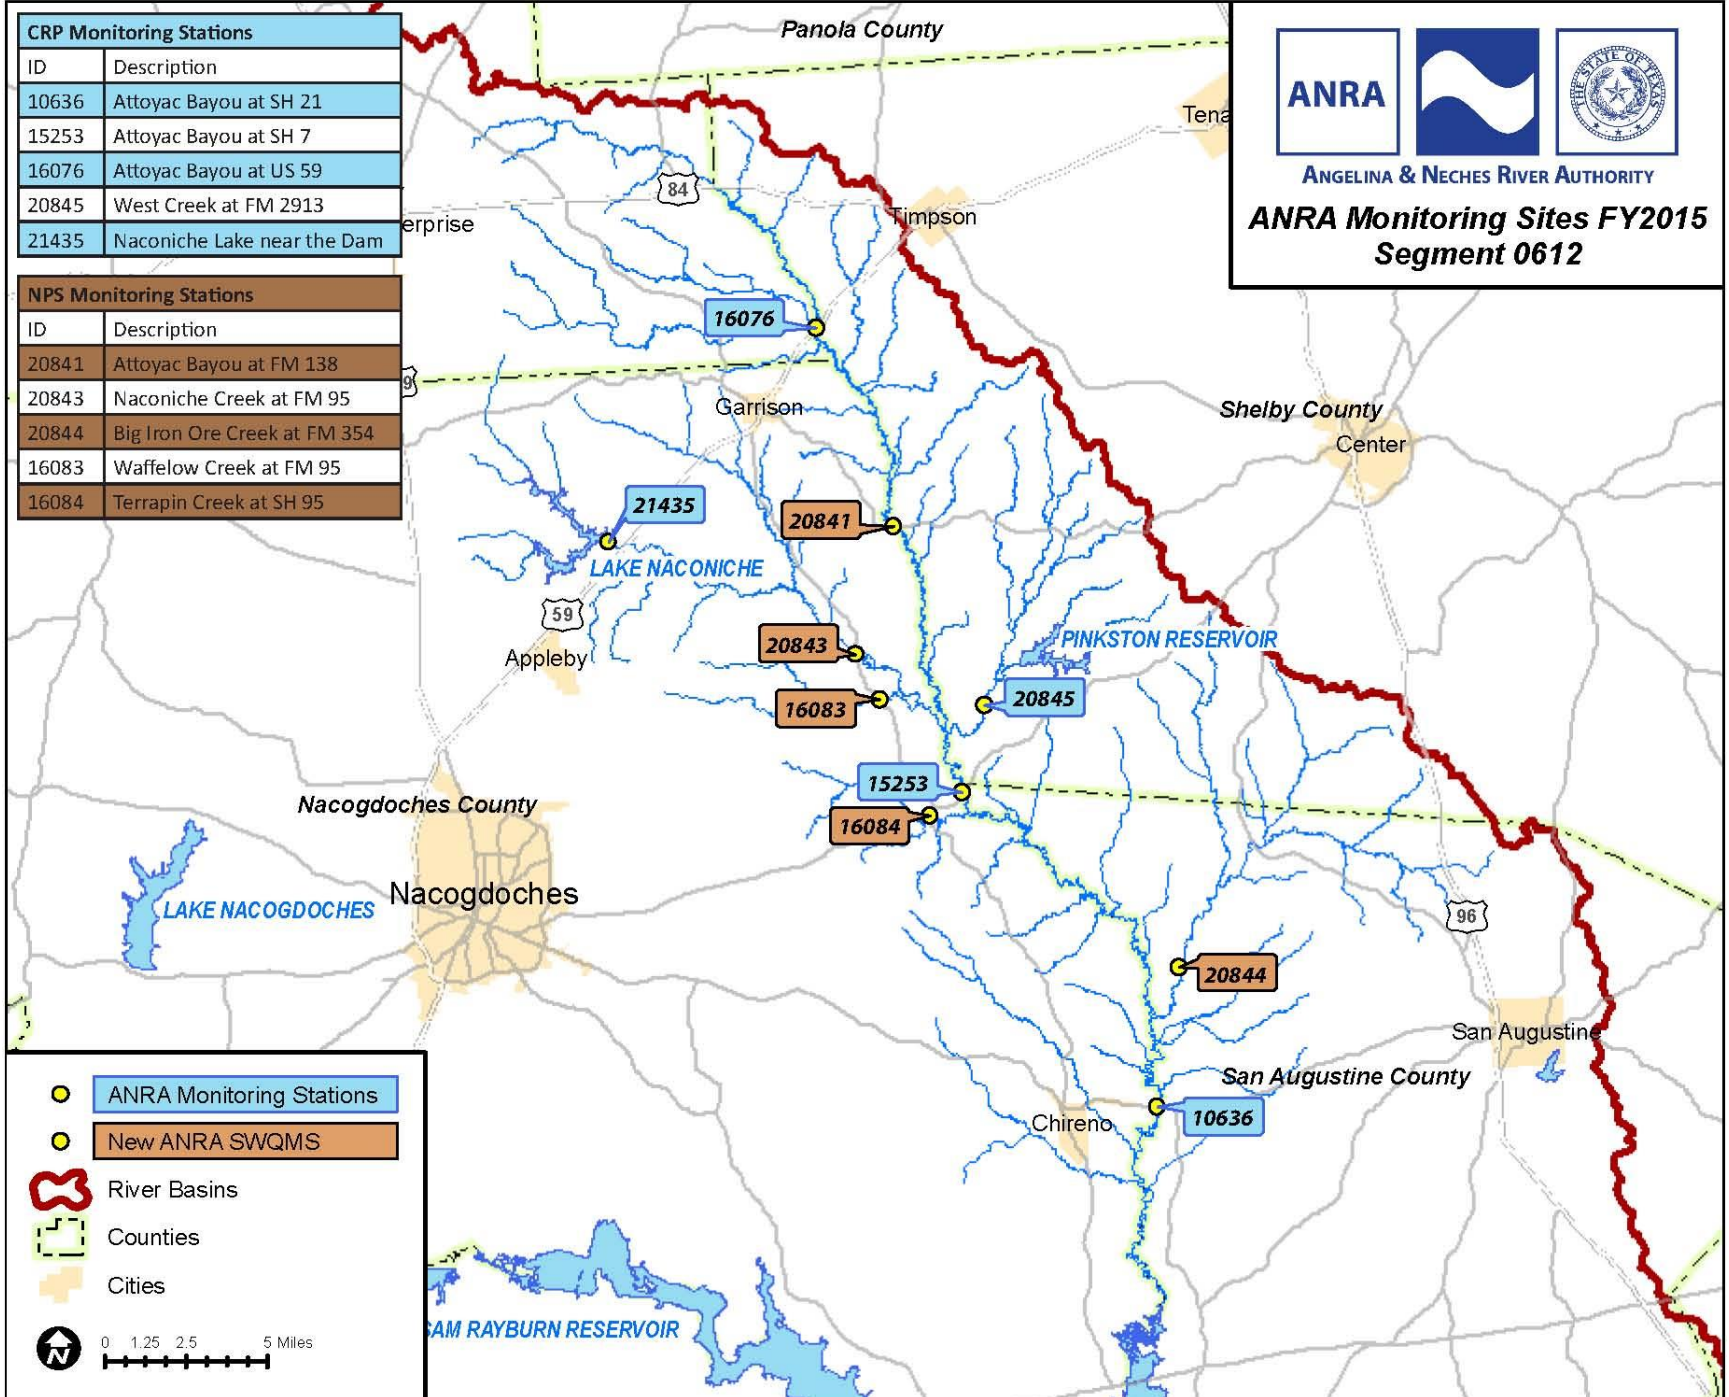 CRP Monitoring Stations
ID Description
10636 Attoyac Bayou at SH 21
15253 Attoyac Bayou at SH 7
16076 Attoyac Bayou at US 59
20845 West Creek at FM 2913
21435 Naconiche Lake near the Dam
NPS Monitoring Stations
ID Description
20841 Attoyac Bayou at FM 138
20843 Naconiche Creek at FM 95
20844 Big Iron Ore Creek at FM 354
16083 Waffelow Creek at FM 95
16084 Terrapin Creek at SH 95
ANRA
THE STATE OF TEXAS
ANGELINA & NECHES RIVER AUTHORITY
ANRA Monitoring Sites FY2015
Segment 0612
Panola County
Tena
84
erprise
Timpson
16076
9
Garrison
Shelby County
Center
21435
20841
LAKE NACONICHE
59
Appleby
20843
PINKSTON RESERVOIR
16083
20845
15253
16084
Nacogdoches County
Nacogdoches
LAKE NACOGDOCHES
96
20844
San Augustine
San Augustine County
Chireno
10636
SAM RAYBURN RESERVOIR
ANRA Monitoring Stations
New ANRA SWQMS
River Basins
Counties
Cities
N
0 1.25 2.5 5 Miles